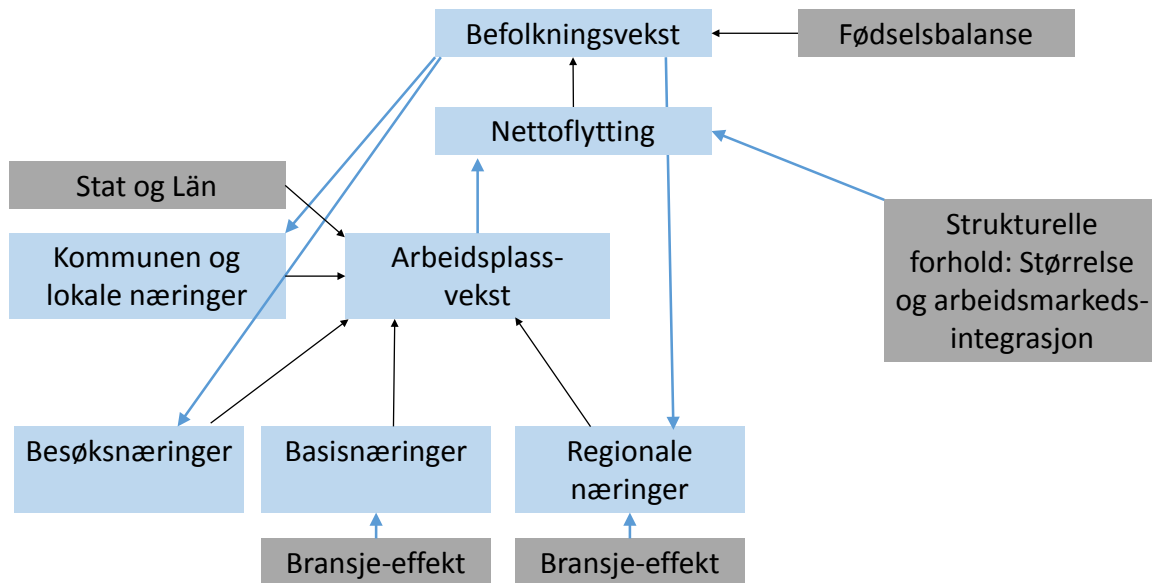 Befolkningsvekst
Fødselsbalanse
Nettoflytting
Stat og Län
Kommunen og
lokale næringer
Arbeidsplass-
vekst
Strukturelle
forhold: Størrelse
og arbeidsmarkeds-
integrasjon
Besøksnæringer
Basisnæringer
Regionale
næringer
Bransje-effekt
Bransje-effekt